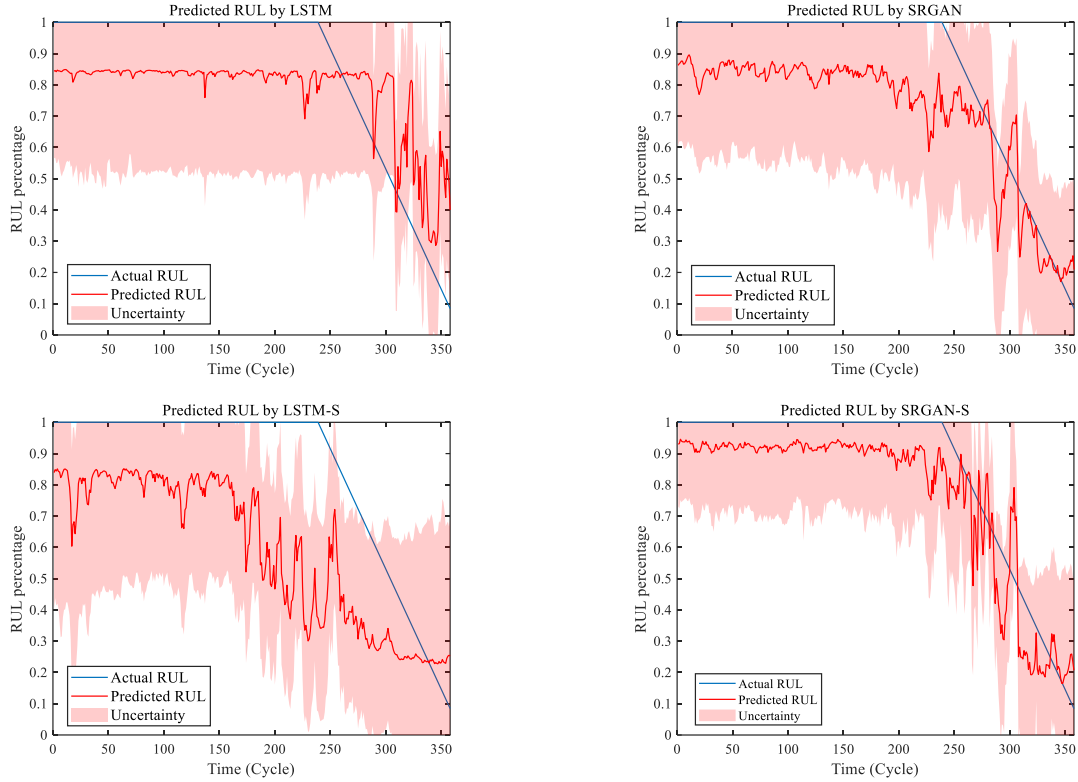 Predicted RUL by LSTM
1
0.9
0.8
0.7
0.6
0.5
0.4
0.3
0.2
0.1
0
RUL percentage
Actual RUL
Predicted RUL
Uncertainty
0 50 100 150 200 250 300 350
Time (Cycle)
Predicted RUL by SRGAN
1
0.9
0.8
0.7
0.6
0.5
0.4
0.3
0.2
0.1
0
RUL percentage
Actual RUL
Predicted RUL
Uncertainty
0 50 100 150 200 250 300 350
Time (Cycle)
Predicted RUL by LSTM-S
1
0.9
0.8
0.7
0.6
0.5
0.4
0.3
0.2
0.1
0
RUL percentage
Actual RUL
Predicted RUL
Uncertainty
0 50 100 150 200 250 300 350
Time (Cycle)
Predicted RUL by SRGAN-S
1
0.9
0.8
0.7
0.6
0.5
0.4
0.3
0.2
0.1
0
RUL percentage
Actual RUL
Predicted RUL
Uncertainty
0 50 100 150 200 250 300 350
Time (Cycle)